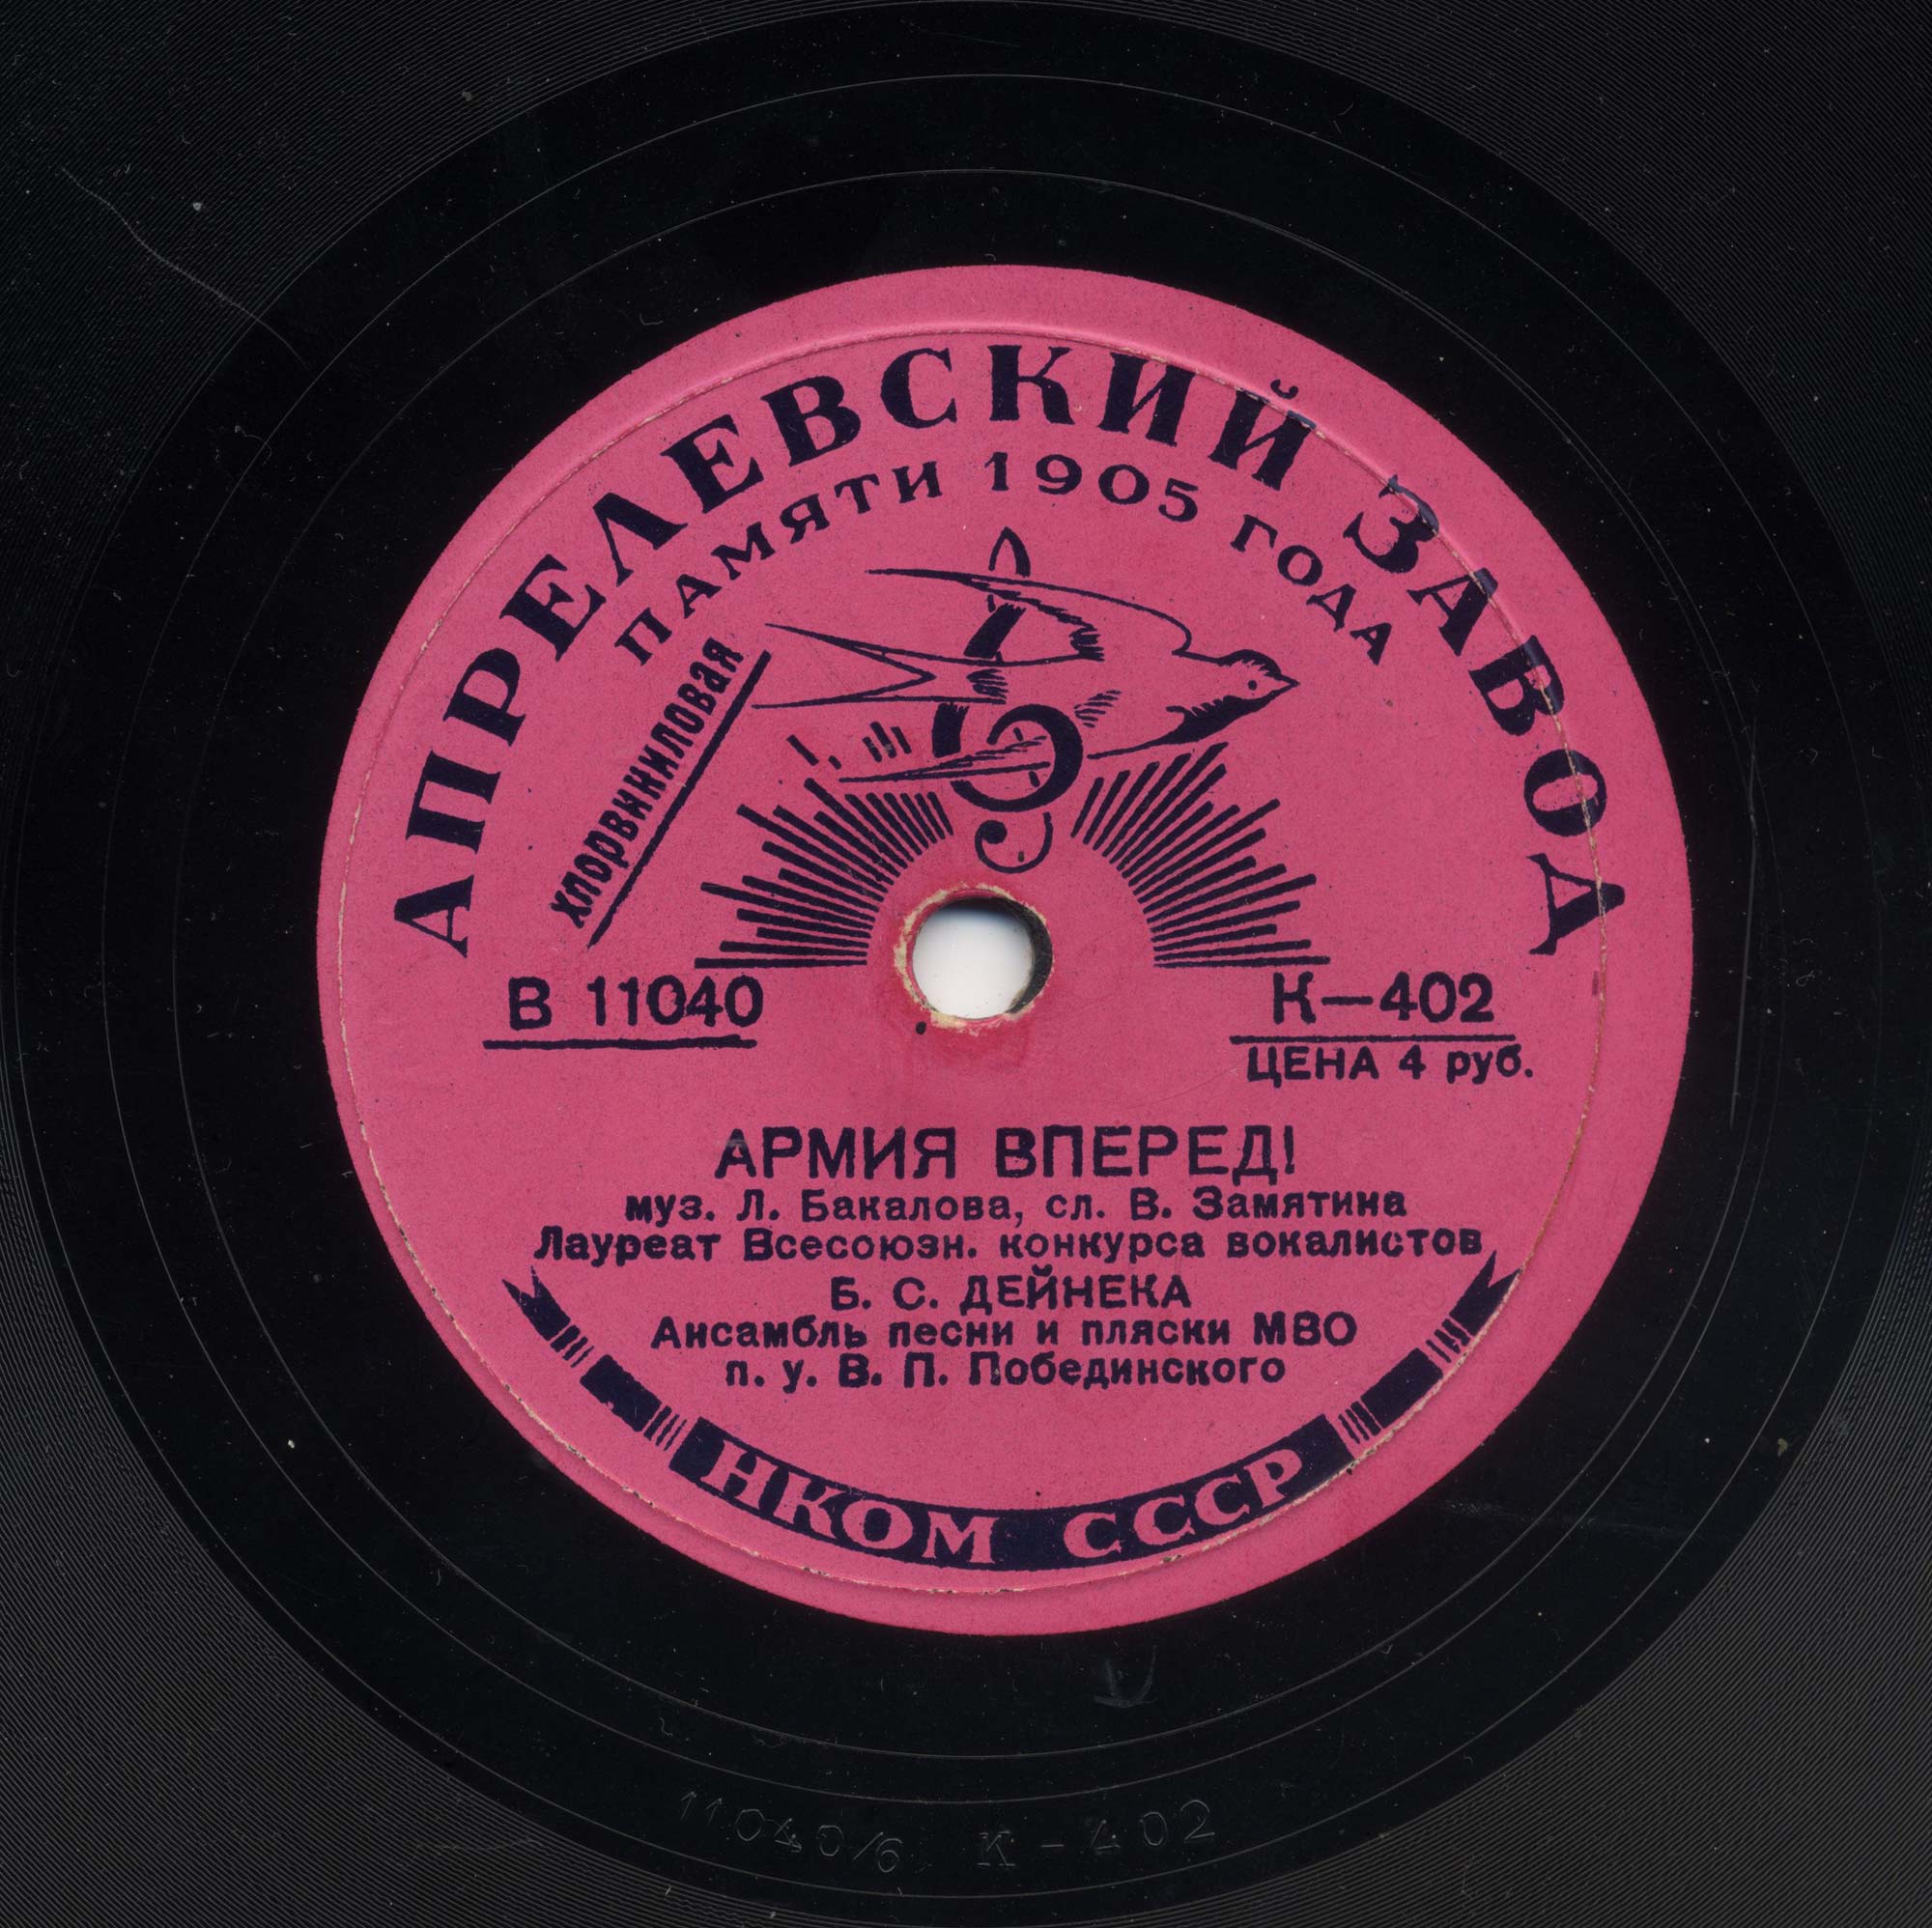 АПРЕЛЕВСКИЙ ЗАВОД
ПАМЯТИ 1905 ГОДА
хлорвиниловая
В 11040
К—402
ЦЕНА 4 руб.
АРМИЯ ВПЕРЕД!
муз. Л. Бакалова, сл. В. Замятина
Лауреат Всесоюзн. конкурса вокалистов
Б. С. ДЕЙНЕКА
Ансамбль песни и пляски МВО
п. у. В. П. Побединского
НКОМ СССР
11040/6 К-402